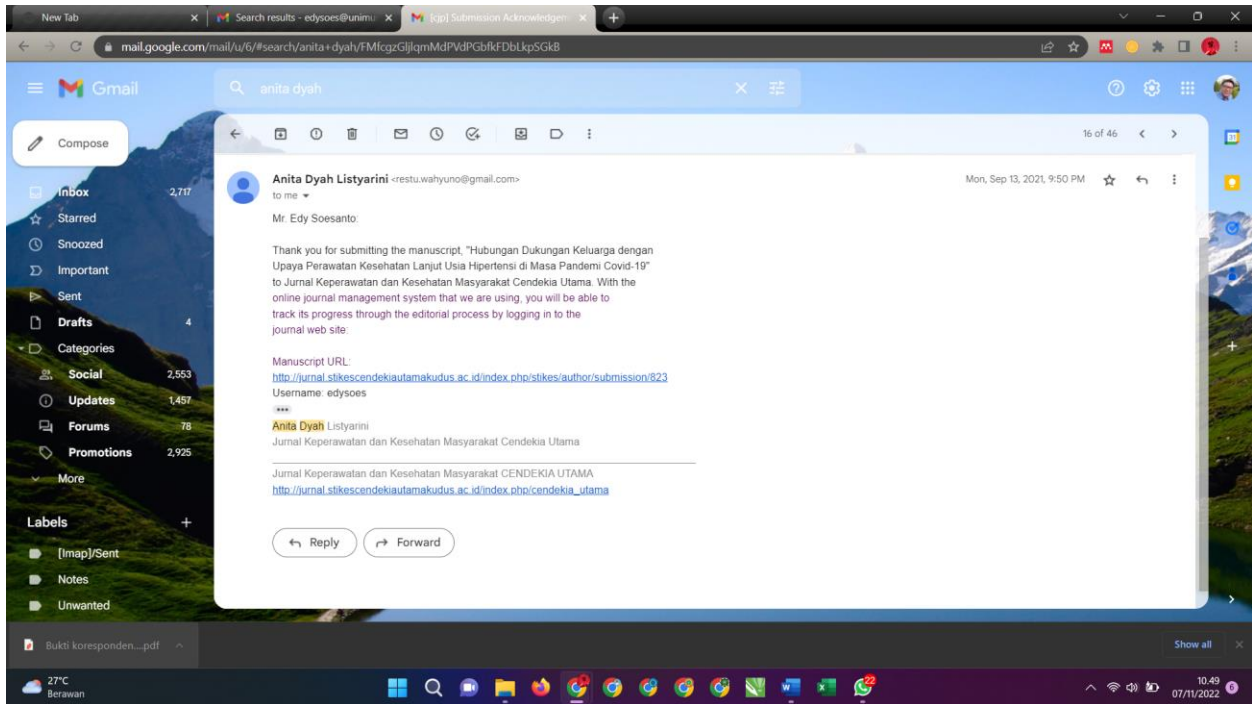 New Tab
Search results - edysoes@unimu
[cjp] Submission Acknowledgem
mail.google.com/mail/u/6/#search/anita+dyah/FMfcgzGljlqmMdPVdPGbfkFDbLkpSGkB
Gmail
anita dyah
Compose
16 of 46
Inbox 2,717
Starred
Snoozed
Important
Sent
Drafts 4
Categories
Social 2,553
Updates 1,457
Forums 78
Promotions 2,925
More
Labels
[Imap]/Sent
Notes
Unwanted
Anita Dyah Listyarini <restu.wahyuno@gmail.com>
Mon, Sep 13, 2021, 9:50 PM
to me
Mr. Edy Soesanto:
Thank you for submitting the manuscript, "Hubungan Dukungan Keluarga dengan
Upaya Perawatan Kesehatan Lanjut Usia Hipertensi di Masa Pandemi Covid-19"
to Jurnal Keperawatan dan Kesehatan Masyarakat Cendekia Utama. With the
online journal management system that we are using, you will be able to
track its progress through the editorial process by logging in to the
journal web site:
Manuscript URL:
http://jurnal.stikescendekiautamakudus.ac.id/index.php/stikes/author/submission/823
Username: edysoes
Anita Dyah Listyarini
Jurnal Keperawatan dan Kesehatan Masyarakat Cendekia Utama
Jurnal Keperawatan dan Kesehatan Masyarakat CENDEKIA UTAMA
http://jurnal.stikescendekiautamakudus.ac.id/index.php/cendekia_utama
Reply
Forward
Bukti koresponden....pdf
Show all
27°C
Berawan
22
10.49
07/11/2022
6